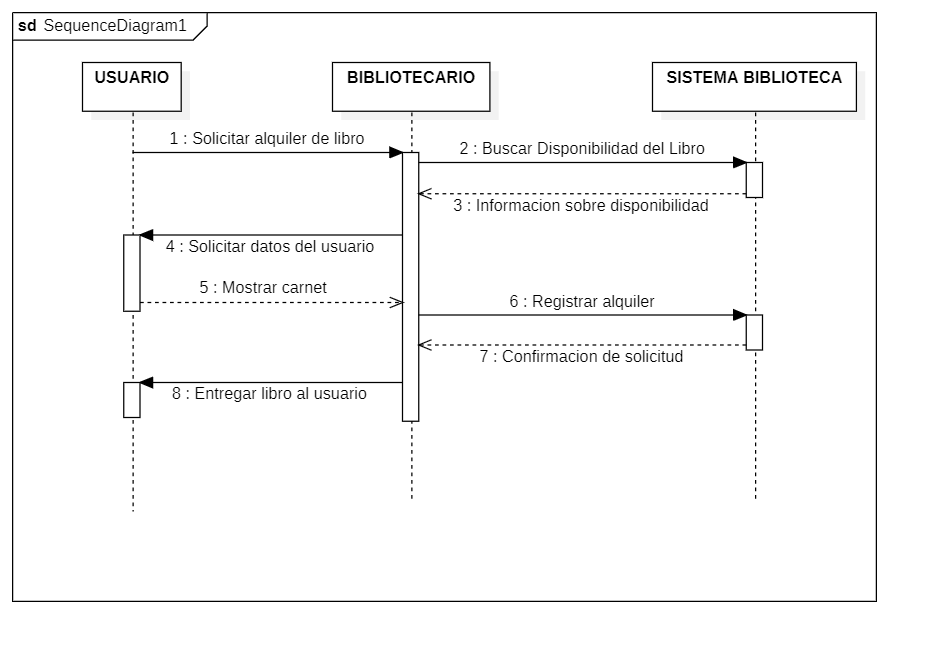 sd SequenceDiagram1
USUARIO
BIBLIOTECARIO
SISTEMA BIBLIOTECA
1 : Solicitar alquiler de libro
2 : Buscar Disponibilidad del Libro
3 : Informacion sobre disponibilidad
4 : Solicitar datos del usuario
5 : Mostrar carnet
6 : Registrar alquiler
7 : Confirmacion de solicitud
8 : Entregar libro al usuario